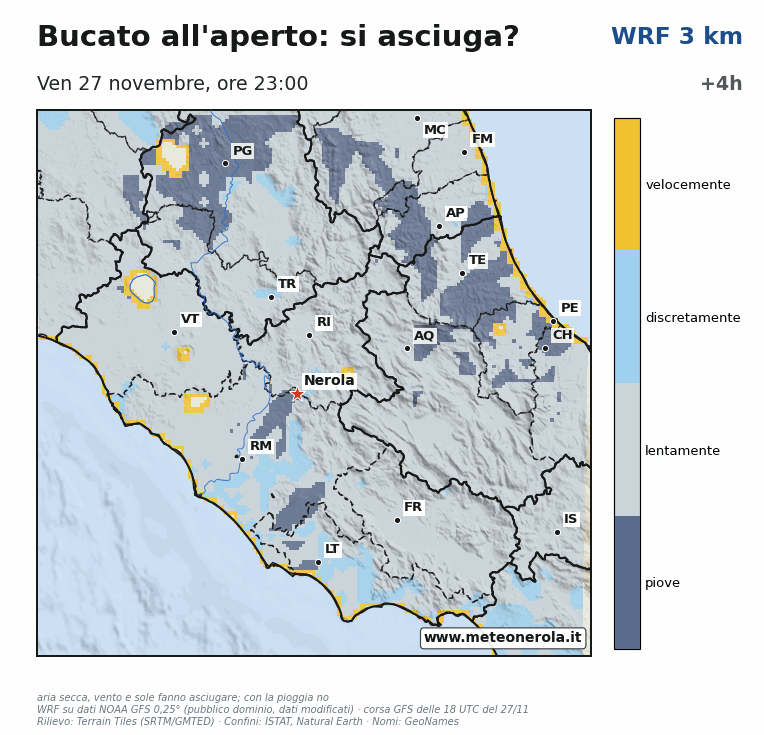 Bucato all'aperto: si asciuga?
WRF 3 km
Ven 27 novembre, ore 23:00
+4h
MC
FM
PG
AP
TE
TR
PE
VT
RI
AQ
CH
Nerola
RM
FR
IS
LT
www.meteonerola.it
velocemente
discretamente
lentamente
piove
aria secca, vento e sole fanno asciugare; con la pioggia no
WRF su dati NOAA GFS 0,25° (pubblico dominio, dati modificati) · corsa GFS delle 18 UTC del 27/11
Rilievo: Terrain Tiles (SRTM/GMTED) · Confini: ISTAT, Natural Earth · Nomi: GeoNames